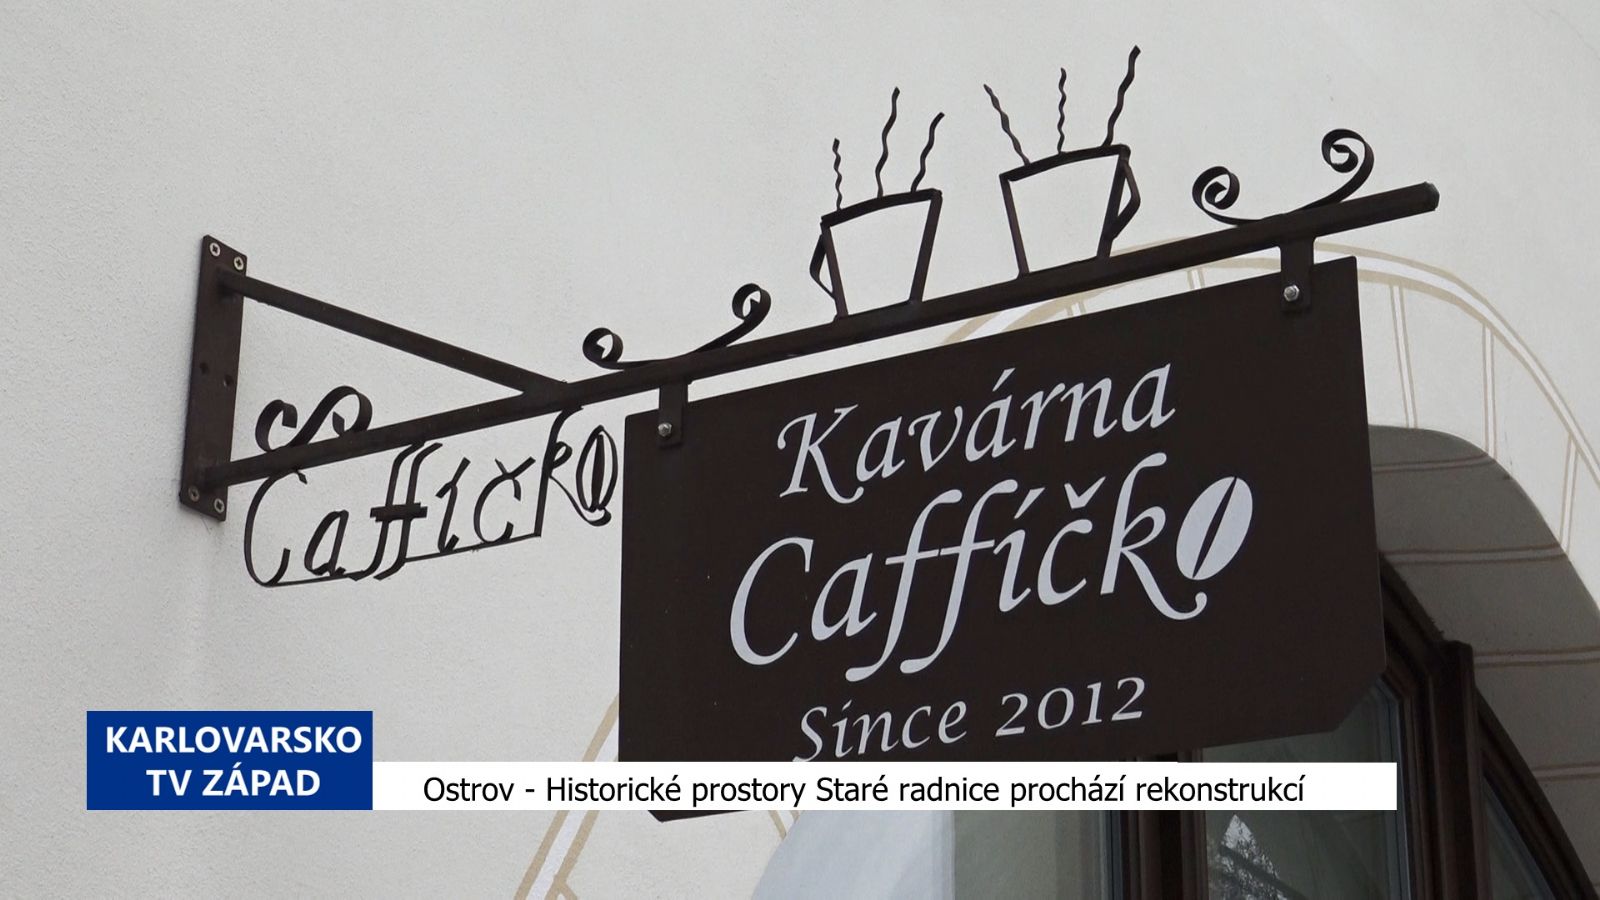 Caffíčko
Kavárna
Caffíčko
Since 2012
KARLOVARSKO
TV ZÁPAD
Ostrov - Historické prostory Staré radnice prochází rekonstrukcí